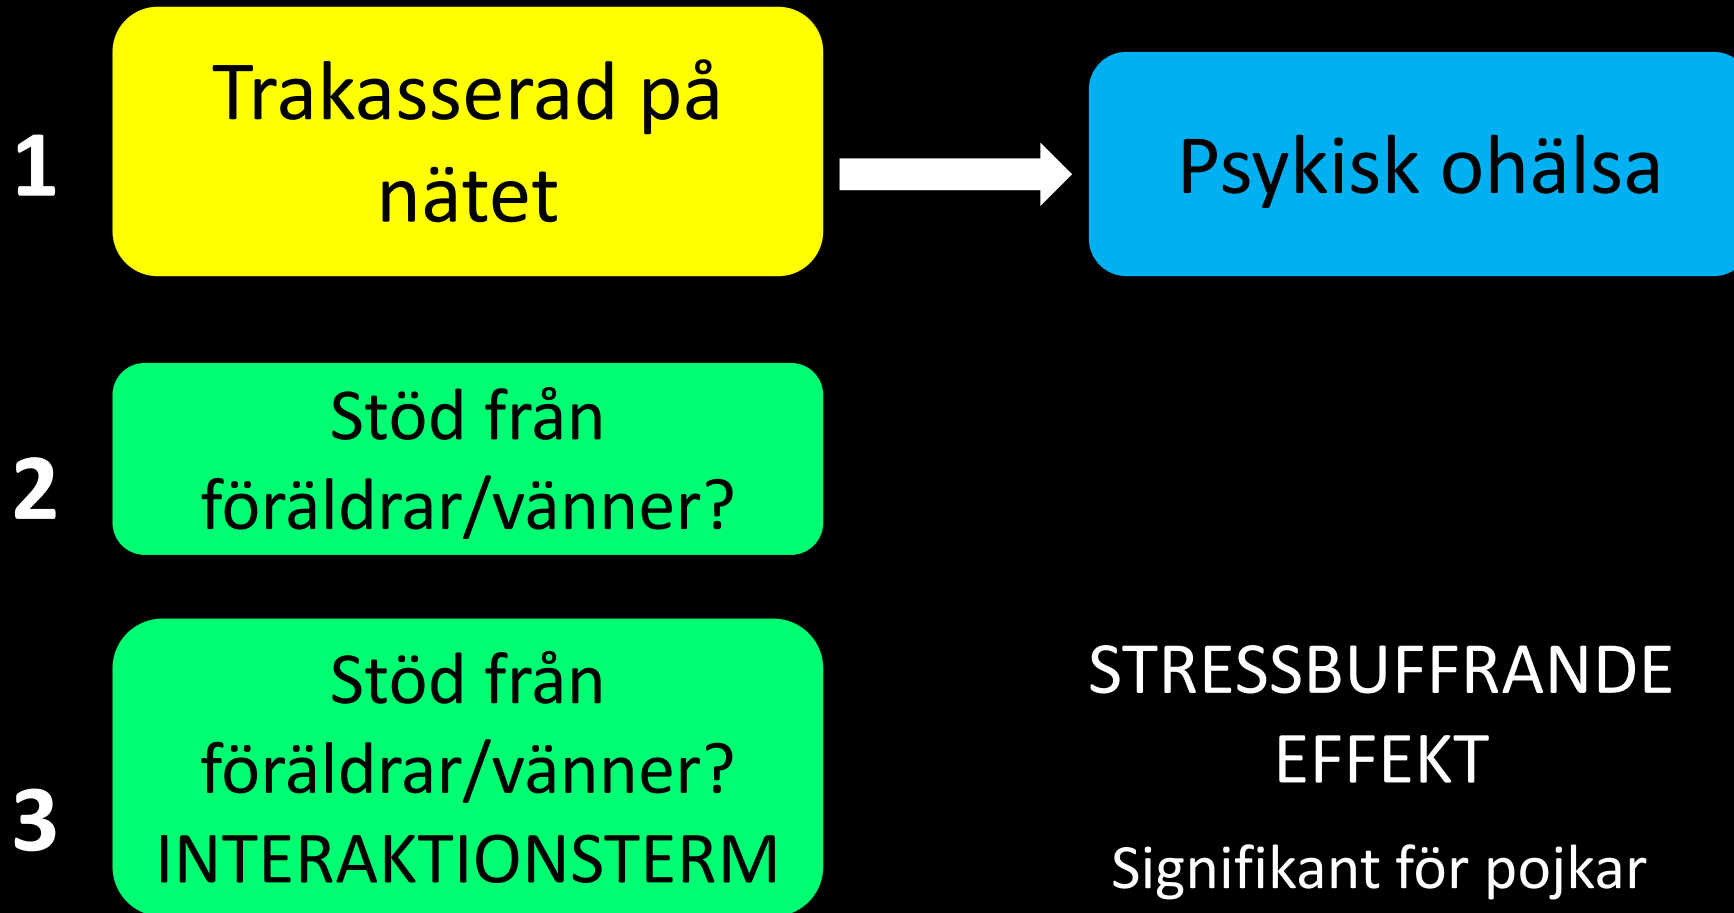 1
Trakasserad på
nätet
Psykisk ohälsa
2
Stöd från
föräldrar/vänner?
3
Stöd från
föräldrar/vänner?
INTERAKTIONSTERM
STRESSBUFFRANDE
EFFEKT
Signifikant för pojkar